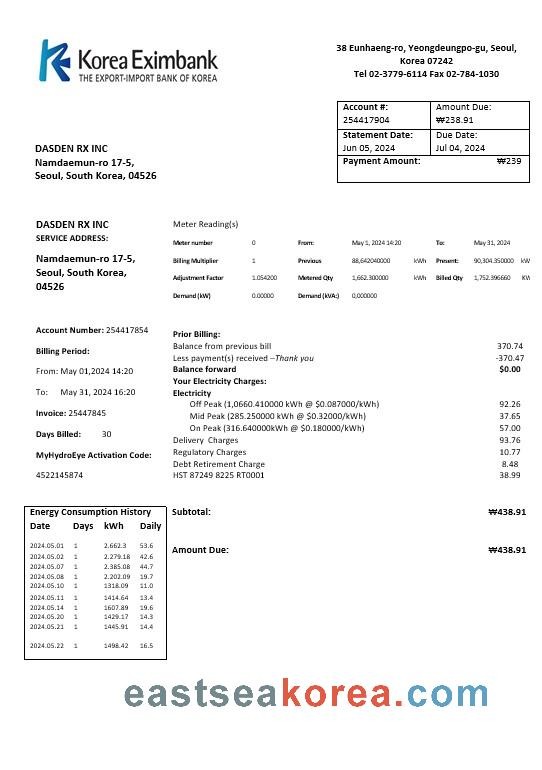 Korea Eximbank
THE EXPORT-IMPORT BANK OF KOREA
38 Eunhaeng-ro, Yeongdeungpo-gu, Seoul,
Korea 07242
Tel 02-3779-6114 Fax 02-784-1030
Account #: Amount Due:
254417904 ₩238.91
Statement Date: Due Date:
Jun 05, 2024 Jul 04, 2024
Payment Amount: ₩239
DASDEN RX INC
Namdaemun-ro 17-5,
Seoul, South Korea, 04526
DASDEN RX INC
SERVICE ADDRESS:
Namdaemun-ro 17-5,
Seoul, South Korea,
04526
Meter Reading(s)
Meter number 0 From: May 1, 2024 14:20 To: May 31, 2024
Billing Multiplier 1 Previous 88,642040000 kWh Present: 90,304.350000 kW
Adjustment Factor 1.054200 Metered Qty 1,662.300000 kWh Billed Qty 1,752.396660 KW
Demand (kW) 0.00000 Demand (kVA:) 0,000000
Account Number: 254417854
Billing Period:
From: May 01,2024 14:20
To: May 31, 2024 16:20
Invoice: 25447845
Days Billed: 30
MyHydroEye Activation Code:
4522145874
Prior Billing:
Balance from previous bill 370.74
Less payment(s) received –Thank you -370.47
Balance forward $0.00
Your Electricity Charges:
Electricity
Off Peak (1,0660.410000 kWh @ $0.087000/kWh) 92.26
Mid Peak (285.250000 kWh @ $0.32000/kWh) 37.65
On Peak (316.640000kWh @ $0.180000/kWh) 57.00
Delivery Charges 93.76
Regulatory Charges 10.77
Debt Retirement Charge 8.48
HST 87249 8225 RT0001 38.99
Energy Consumption History
Date Days kWh Daily
2024.05.01 1 2.662.3 53.6
2024.05.02 1 2.279.18 42.6
2024.05.07 1 2.385.08 44.7
2024.05.08 1 2.202.09 19.7
2024.05.10 1 1318.09 11.0
2024.05.11 1 1414.64 13.4
2024.05.14 1 1607.89 19.6
2024.05.20 1 1429.17 14.3
2024.05.21 1 1445.91 14.4
2024.05.22 1 1498.42 16.5
Subtotal: ₩438.91
Amount Due: ₩438.91
eastseakorea.com